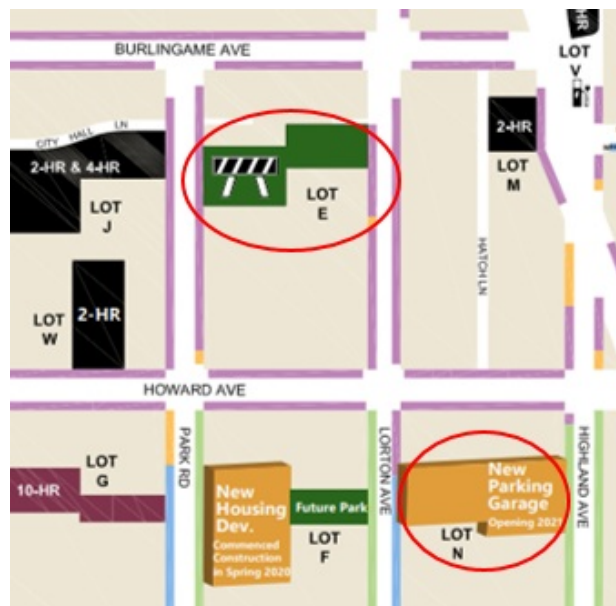 BURLINGAME AVE
2-HR
LOT
V
CITY HALL LN
2-HR & 4-HR
LOT
J
LOT
E
2-HR
LOT
M
HATCH LN
LOT
W
2-HR
HOWARD AVE
PARK RD
LORTON AVE
HIGHLAND AVE
LOT
G
10-HR
New
Housing
Dev.
Commenced
Construction
in Spring 2020
Future Park
LOT
F
New
Parking
Garage
Opening 2021
LOT
N